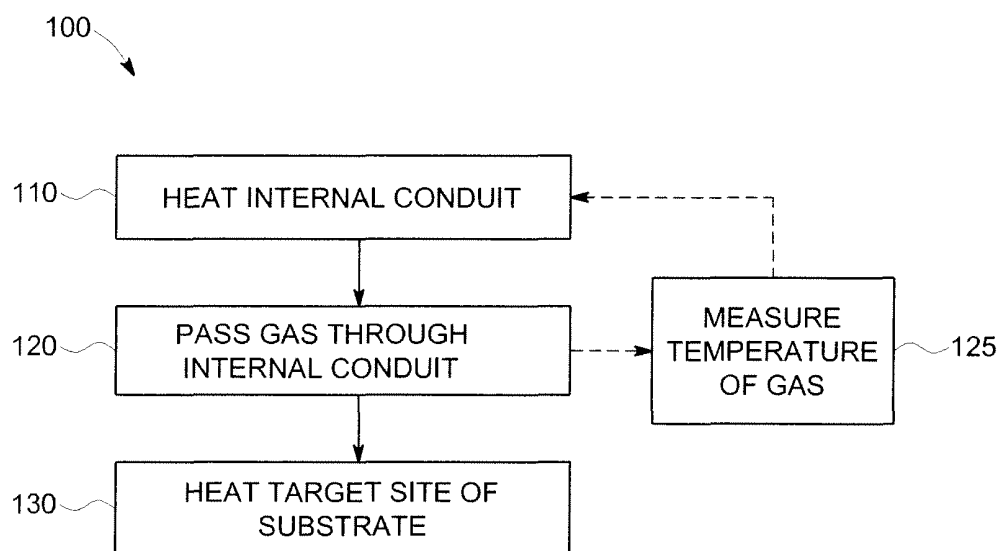 100
110
HEAT INTERNAL CONDUIT
120
PASS GAS THROUGH
INTERNAL CONDUIT
MEASURE
TEMPERATURE
OF GAS
125
130
HEAT TARGET SITE OF
SUBSTRATE